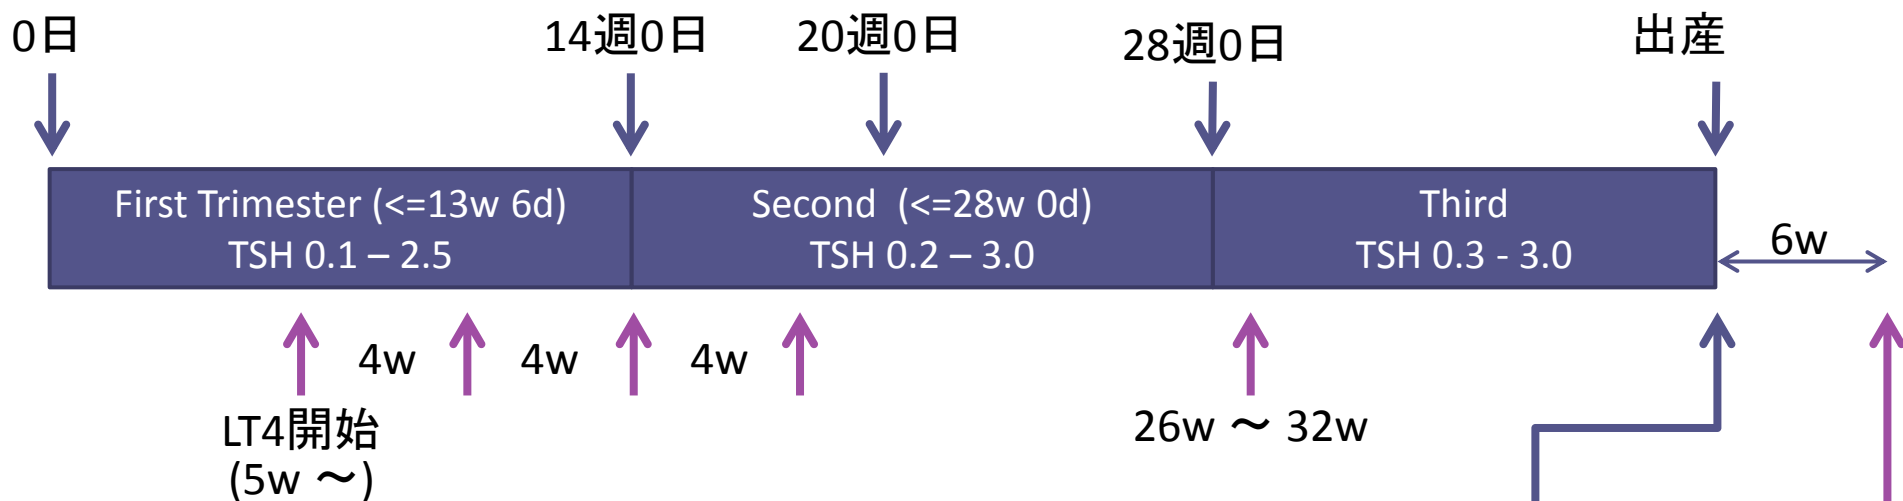 0日
14週0日
20週0日
28週0日
出産
First Trimester (<=13w 6d)
TSH 0.1 – 2.5
Second  (<=28w 0d)
TSH 0.2 – 3.0
Third
TSH 0.3 - 3.0
6w
4w
4w
4w
LT4開始
(5w ～)
26w ～ 32w